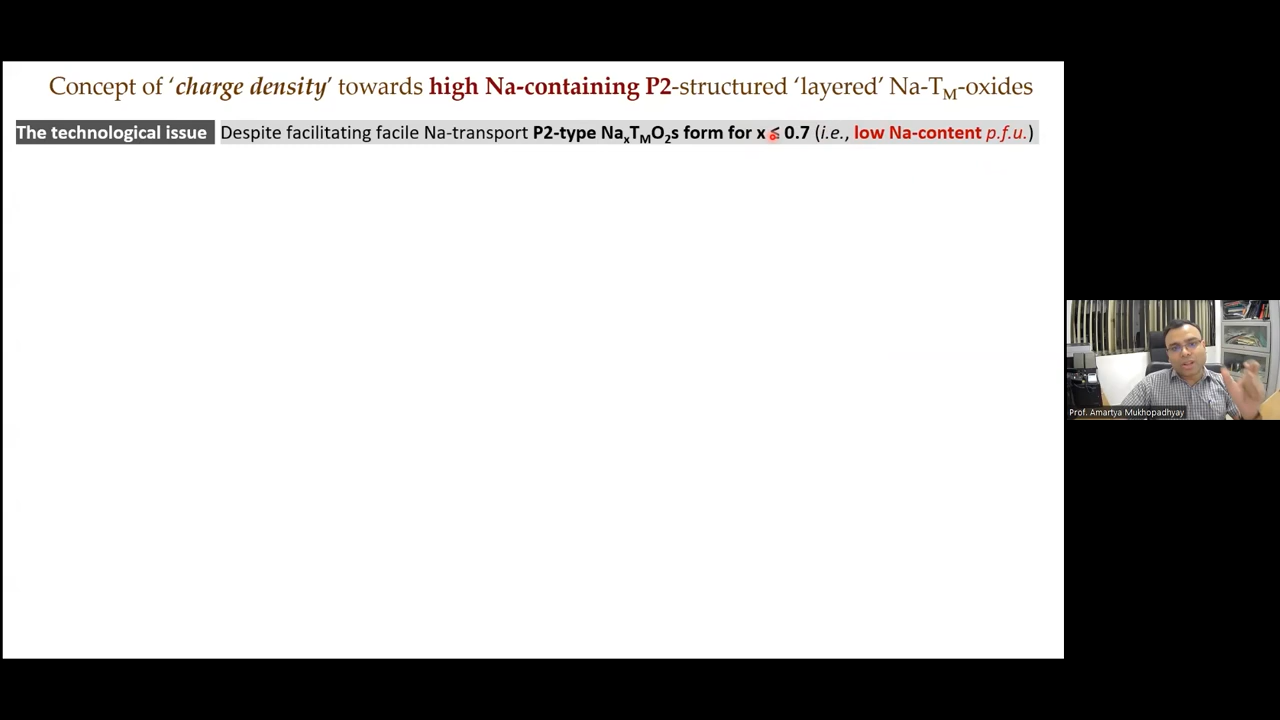 Concept of ‘charge density’ towards high Na-containing P2-structured ‘layered’ Na-TM-oxides
The technological issue Despite facilitating facile Na-transport P2-type NaxTMO2s form for x ≤ 0.7 (i.e., low Na-content p.f.u.)
Prof. Amartya Mukhopadhyay